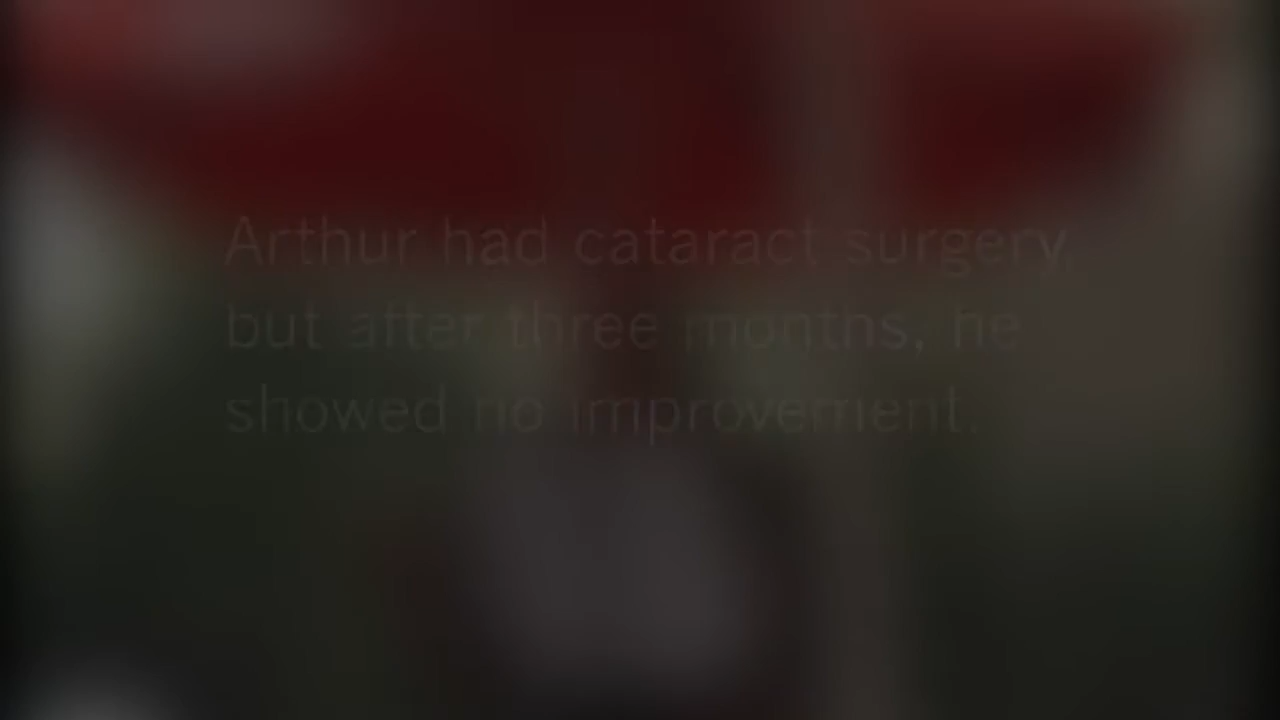 Arthur had cataract surgery,
but after three months, he
showed no improvement.